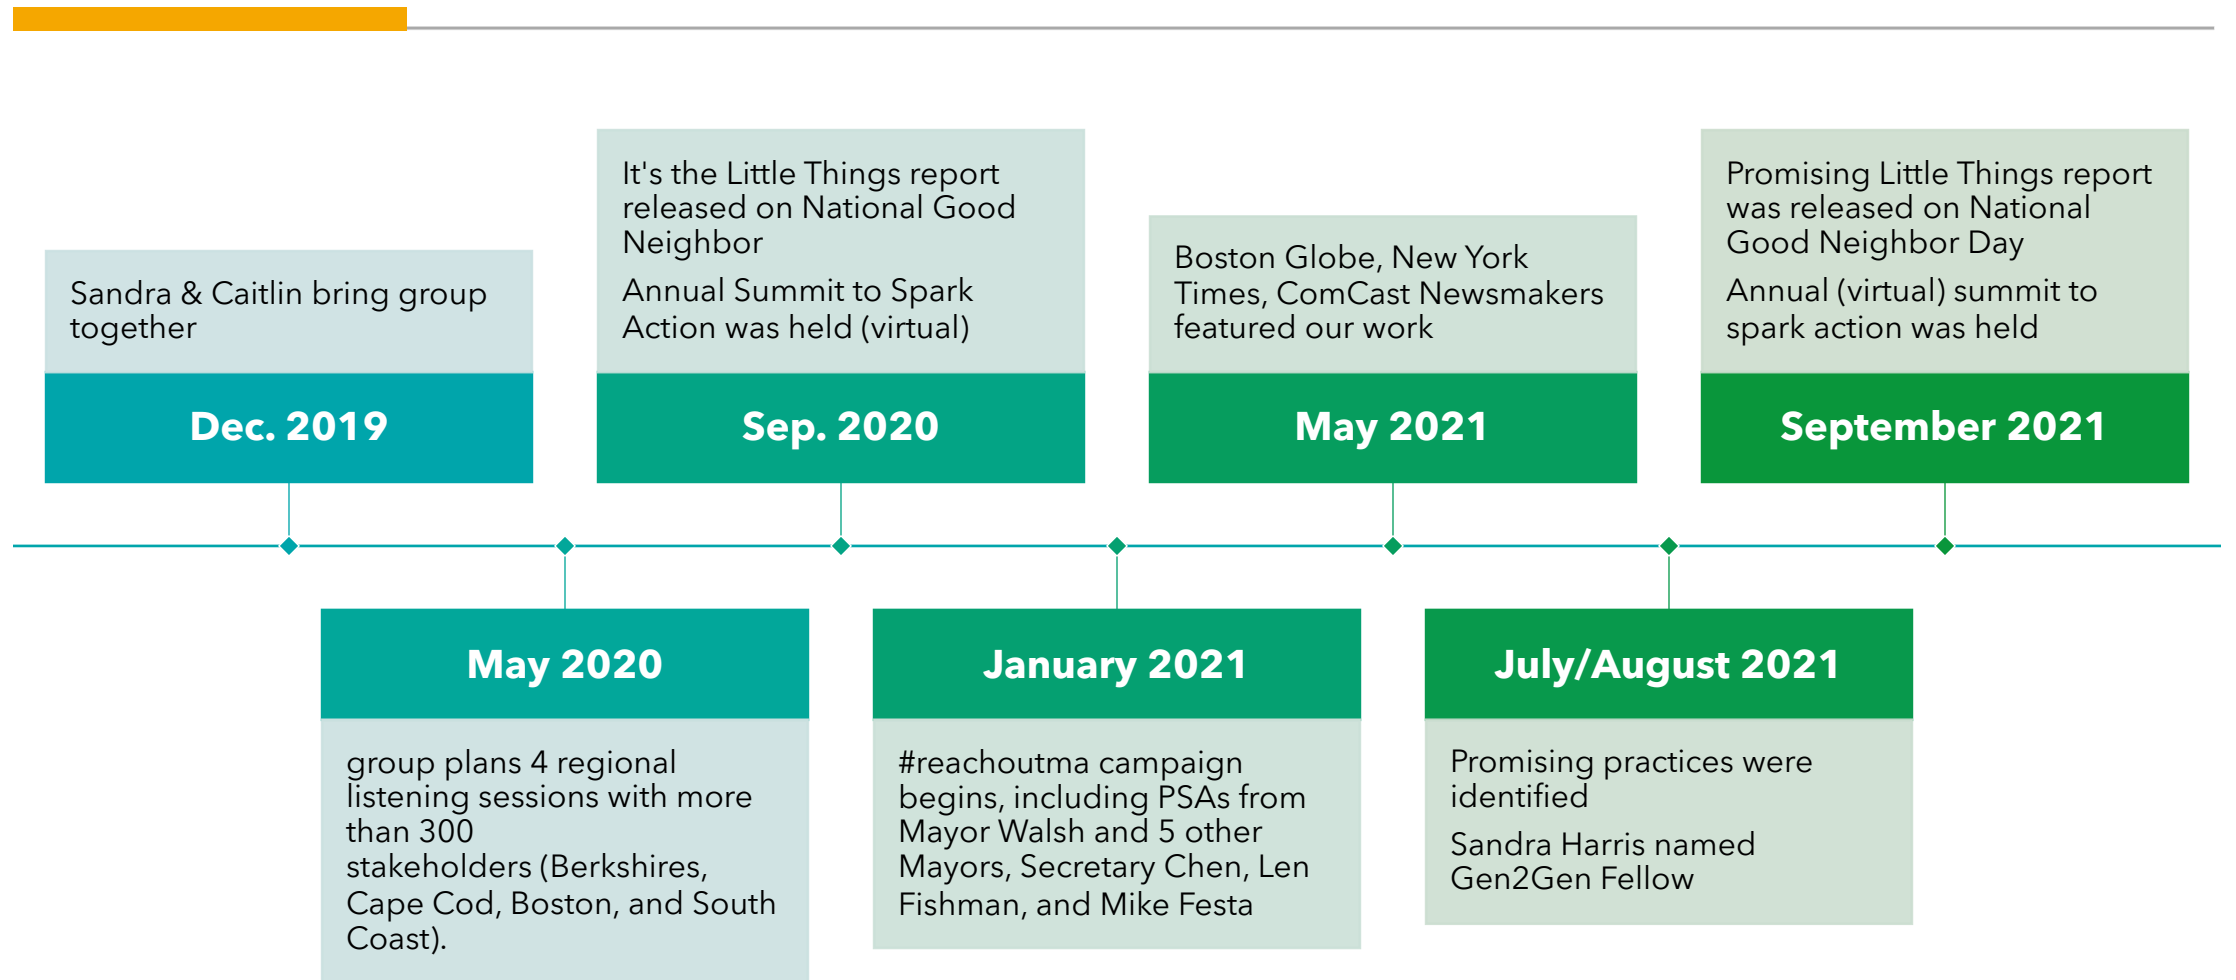 Sandra & Caitlin bring group
together
Dec. 2019
May 2020
group plans 4 regional
listening sessions with more
than 300
stakeholders (Berkshires,
Cape Cod, Boston, and South
Coast).
It's the Little Things report
released on National Good
Neighbor
Annual Summit to Spark
Action was held (virtual)
Sep. 2020
January 2021
#reachoutma campaign
begins, including PSAs from
Mayor Walsh and 5 other
Mayors, Secretary Chen, Len
Fishman, and Mike Festa
Boston Globe, New York
Times, ComCast Newsmakers
featured our work
May 2021
July/August 2021
Promising practices were
identified
Sandra Harris named
Gen2Gen Fellow
Promising Little Things report
was released on National
Good Neighbor Day
Annual (virtual) summit to
spark action was held
September 2021